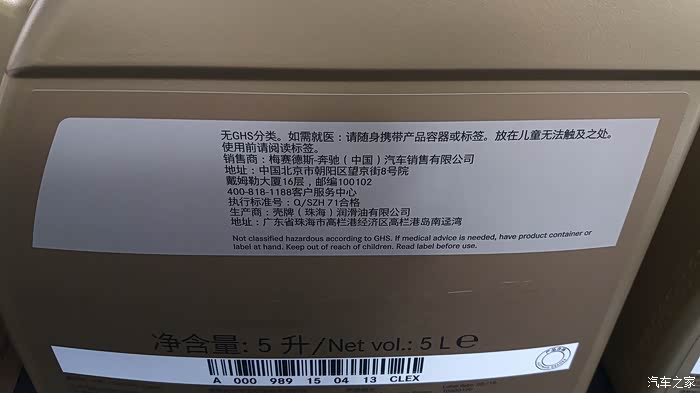 无GHS分类。如需就医：请随身携带产品容器或标签。放在儿童无法触及之处。
使用前请阅读标签。
销售商：梅赛德斯-奔驰（中国）汽车销售有限公司
地址：中国北京市朝阳区望京街8号院
戴姆勒大厦16层，邮编100102
400-818-1188客户服务中心
执行标准号：Q/SZH 71合格
生产商：壳牌（珠海）润滑油有限公司
地址：广东省珠海市高栏港经济区高栏港岛南迳湾
Not classified hazardous according to GHS. If medical advice is needed, have product container or
label at hand. Keep out of reach of children. Read label before use.
净含量: 5 升/Net vol.: 5 L ℮
A 000 989 15 04 13 CLEX
汽车之家